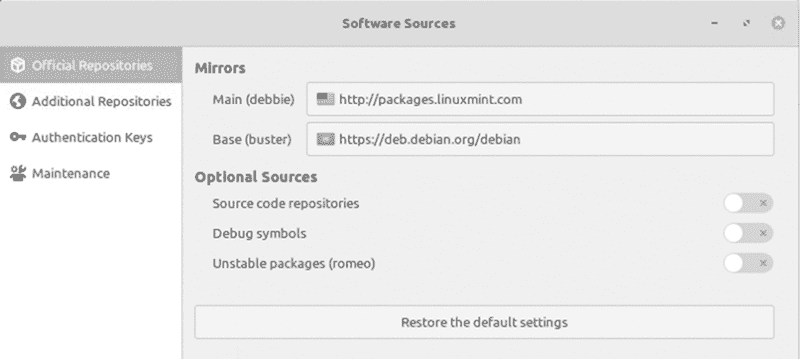 Software Sources
Official Repositories
Additional Repositories
Authentication Keys
Maintenance
Mirrors
Main (debbie) http://packages.linuxmint.com
Base (buster) https://deb.debian.org/debian
Optional Sources
Source code repositories
Debug symbols
Unstable packages (romeo)
Restore the default settings